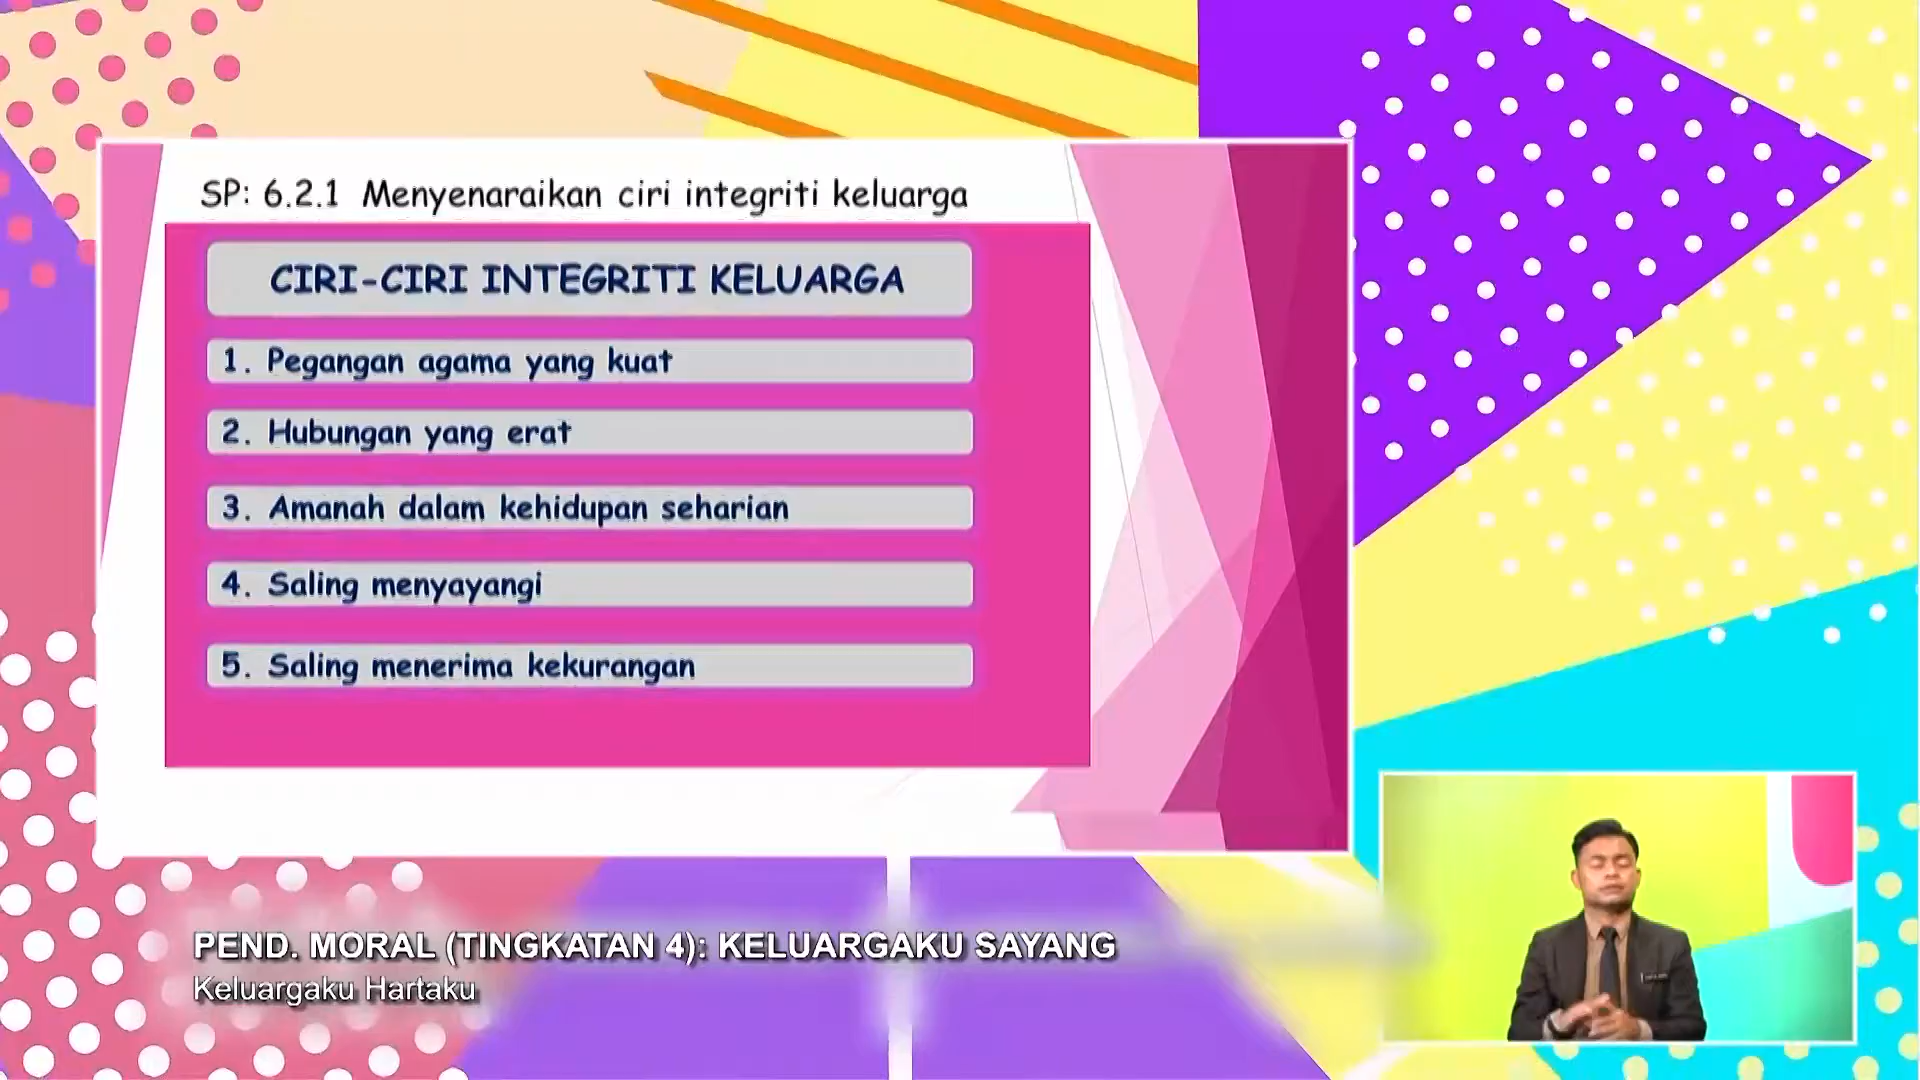 SP: 6.2.1 Menyenaraikan ciri integriti keluarga
CIRI-CIRI INTEGRITI KELUARGA
1. Pegangan agama yang kuat
2. Hubungan yang erat
3. Amanah dalam kehidupan seharian
4. Saling menyayangi
5. Saling menerima kekurangan
PEND. MORAL (TINGKATAN 4): KELUARGAKU SAYANG
Keluargaku Hartaku